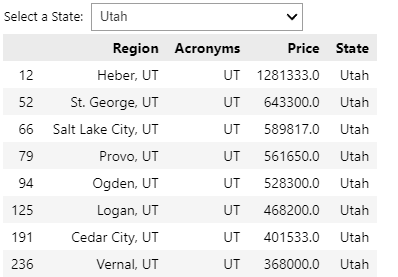 Select a State: Utah
Region Acronyms Price State
12 Heber, UT UT 1281333.0 Utah
52 St. George, UT UT 643300.0 Utah
66 Salt Lake City, UT UT 589817.0 Utah
79 Provo, UT UT 561650.0 Utah
94 Ogden, UT UT 528300.0 Utah
125 Logan, UT UT 468200.0 Utah
191 Cedar City, UT UT 401533.0 Utah
236 Vernal, UT UT 368000.0 Utah